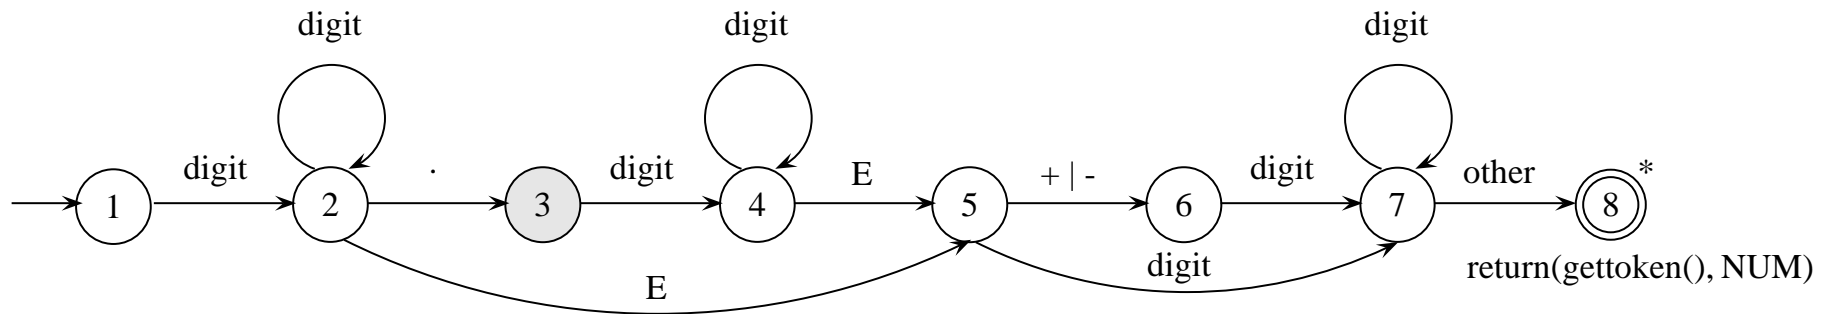 digit digit digit
digit . digit E + | - digit other *
1 2 3 4 5 6 7 8
E digit return(gettoken(), NUM)